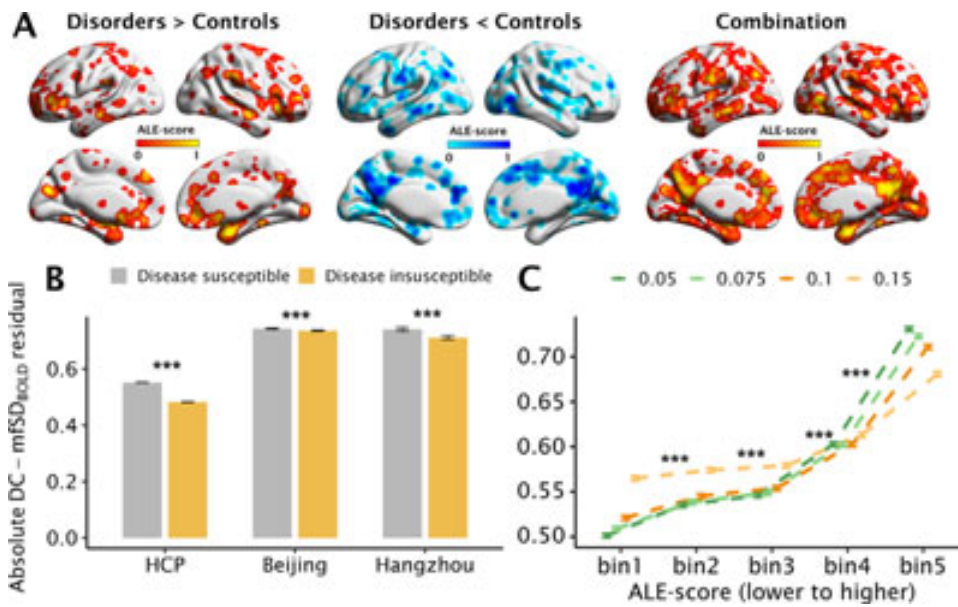 A
Disorders > Controls
Disorders < Controls
Combination
ALE-score
0 1
ALE-score
0 1
ALE-score
0 1
B
Disease susceptible
Disease insusceptible
Absolute DC – mfSD_BOLD residual
0.6
0.4
0.2
0.0
***
***
***
HCP Beijing Hangzhou
C
0.05 0.075 0.1 0.15
0.70
0.65
0.60
0.55
0.50
***
***
***
***
bin1 bin2 bin3 bin4 bin5
ALE-score (lower to higher)